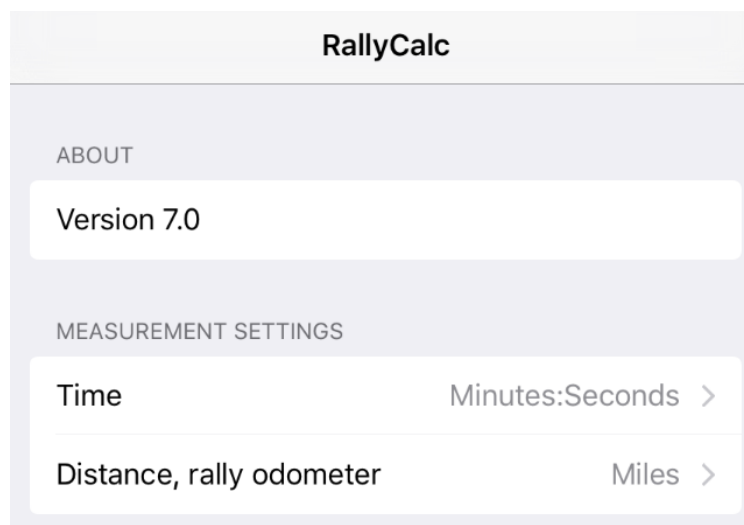 RallyCalc
ABOUT
Version 7.0
MEASUREMENT SETTINGS
Time Minutes:Seconds
Distance, rally odometer Miles